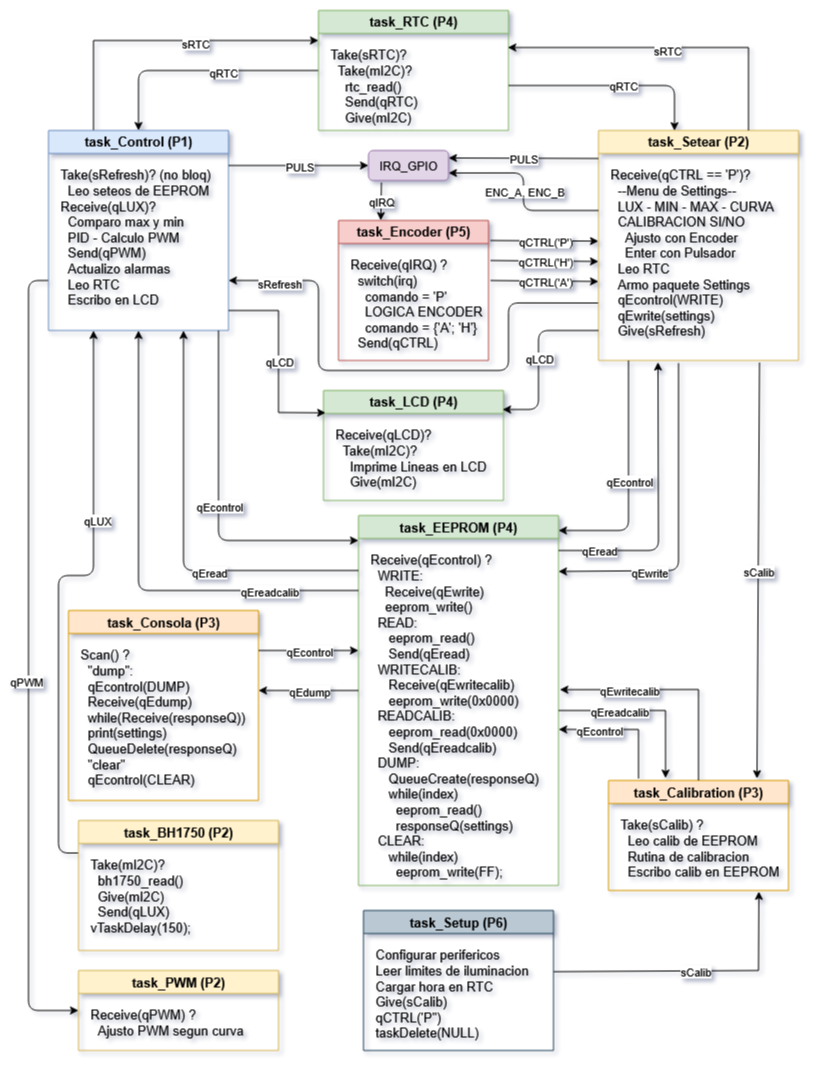 task_RTC (P4)
Take(sRTC)?
Take(mI2C)?
rtc_read()
Send(qRTC)
Give(mI2C)
sRTC
qRTC
sRTC
qRTC
task_Control (P1)
Take(sRefresh)? (no bloq)
Leo seteos de EEPROM
Receive(qLUX)?
Comparo max y min
PID - Calculo PWM
Send(qPWM)
Actualizo alarmas
Leo RTC
Escribo en LCD
PULS
IRQ_GPIO
PULS
ENC_A, ENC_B
qIRQ
task_Setear (P2)
Receive(qCTRL == 'P')?
--Menu de Settings--
LUX - MIN - MAX - CURVA
CALIBRACION SI/NO
Ajusto con Encoder
Enter con Pulsador
Leo RTC
Armo paquete Settings
qEcontrol(WRITE)
qEwrite(settings)
Give(sRefresh)
task_Encoder (P5)
Receive(qIRQ) ?
switch(irq)
comando = 'P'
LOGICA ENCODER
comando = {'A'; 'H'}
Send(qCTRL)
qCTRL('P')
qCTRL('H')
qCTRL('A')
sRefresh
qLCD
qLCD
task_LCD (P4)
Receive(qLCD)?
Take(mI2C)?
Imprime Lineas en LCD
Give(mI2C)
qEcontrol
qEcontrol
qLUX
task_EEPROM (P4)
Receive(qEcontrol) ?
WRITE:
Receive(qEwrite)
eeprom_write()
READ:
eeprom_read()
Send(qEread)
WRITECALIB:
Receive(qEwritecalib)
eeprom_write(0x0000)
READCALIB:
eeprom_read(0x0000)
Send(qEreadcalib)
DUMP:
QueueCreate(responseQ)
while(index)
eeprom_read()
responseQ(settings)
CLEAR:
while(index)
eeprom_write(FF);
qEread
qEreadcalib
qEread
qEwrite
sCalib
task_Consola (P3)
Scan() ?
"dump":
qEcontrol(DUMP)
Receive(qEdump)
while(Receive(responseQ))
print(settings)
QueueDelete(responseQ)
"clear"
qEcontrol(CLEAR)
qEcontrol
qEdump
qPWM
qEwritecalib
qEreadcalib
qEcontrol
task_Calibration (P3)
Take(sCalib) ?
Leo calib de EEPROM
Rutina de calibracion
Escribo calib en EEPROM
task_BH1750 (P2)
Take(mI2C)?
bh1750_read()
Give(mI2C)
Send(qLUX)
vTaskDelay(150);
task_Setup (P6)
Configurar perifericos
Leer limites de iluminacion
Cargar hora en RTC
Give(sCalib)
qCTRL('P")
taskDelete(NULL)
sCalib
task_PWM (P2)
Receive(qPWM) ?
Ajusto PWM segun curva